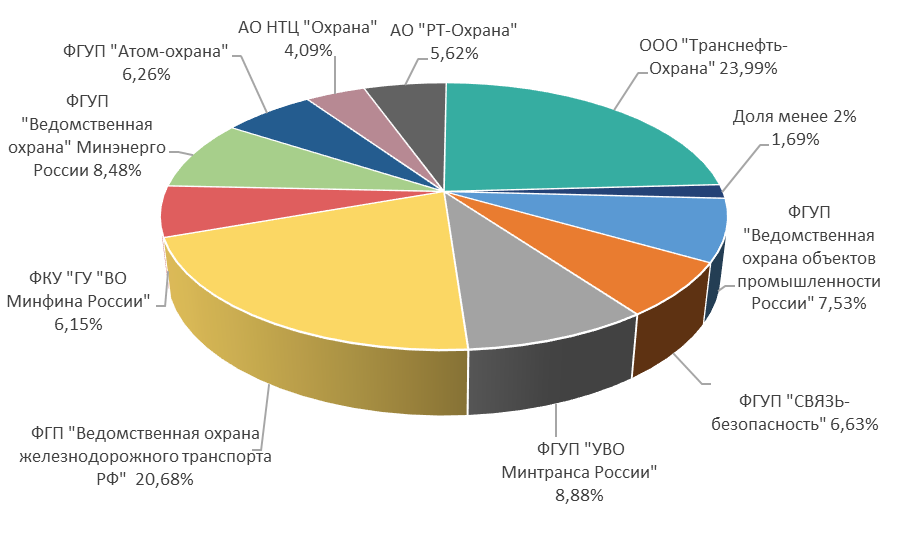 АО НТЦ "Охрана"
4,09%
АО "РТ-Охрана"
5,62%
ООО "Транснефть-
Охрана" 23,99%
ФГУП "Атом-охрана"
6,26%
ФГУП
"Ведомственная
охрана" Минэнерго
России 8,48%
Доля менее 2%
1,69%
ФГУП
"Ведомственная
охрана объектов
промышленности
России" 7,53%
ФКУ "ГУ "ВО
Минфина России"
6,15%
ФГУП "СВЯЗЬ-
безопасность" 6,63%
ФГП "Ведомственная охрана
железнодорожного транспорта
РФ" 20,68%
ФГУП "УВО
Минтранса России"
8,88%